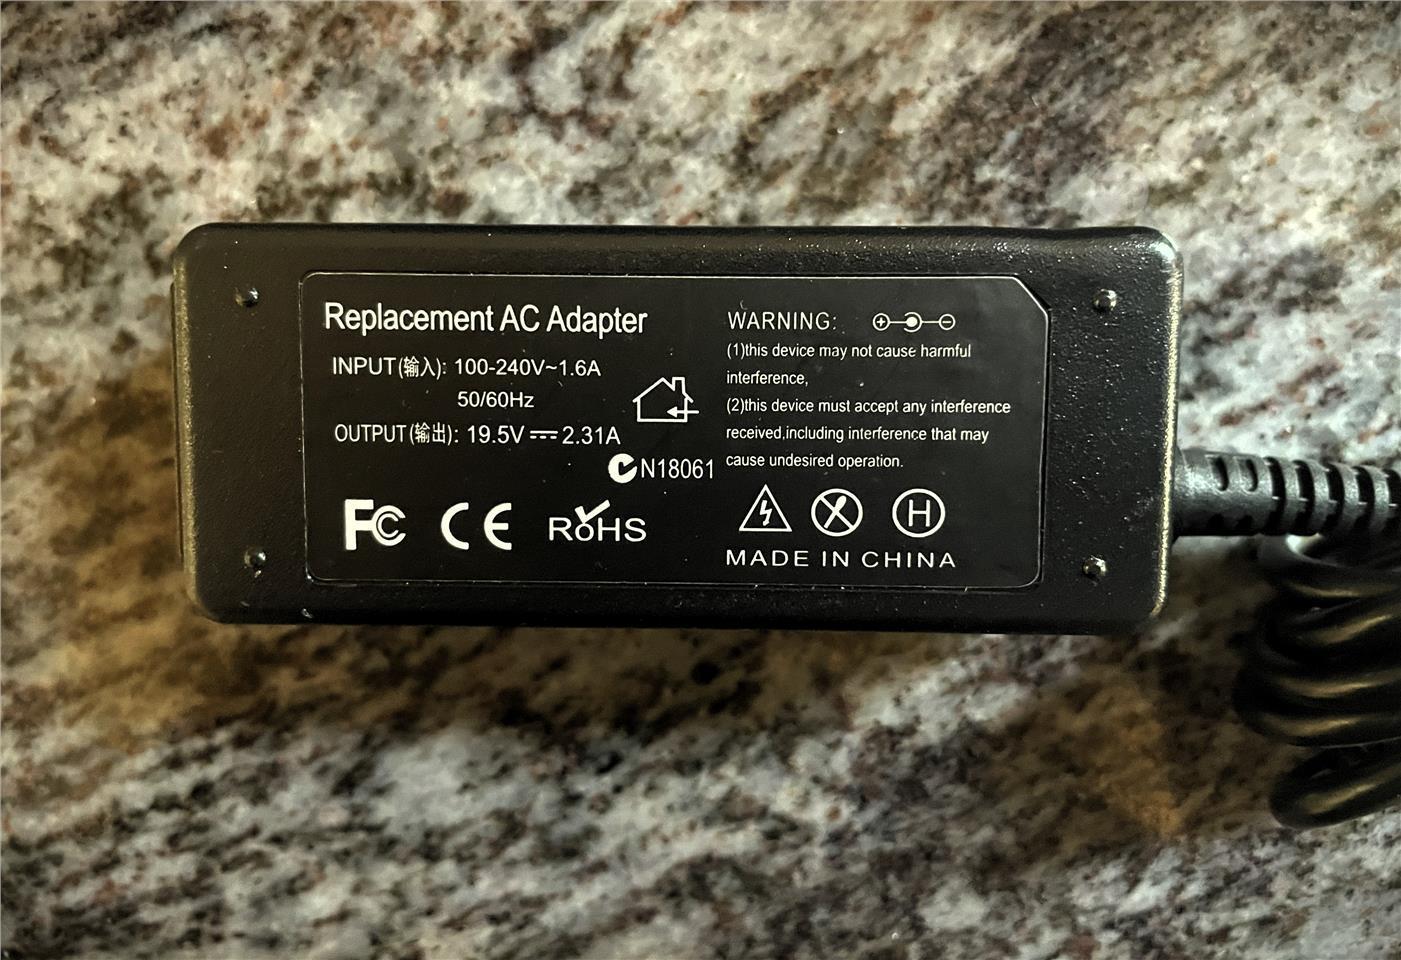 Replacement AC Adapter
INPUT(输入): 100-240V~1.6A
50/60Hz
OUTPUT(输出): 19.5V⎓2.31A
N18061
FC CE RoHS
WARNING:
(1)this device may not cause harmful
interference,
(2)this device must accept any interference
received,including interference that may
cause undesired operation.
H
MADE IN CHINA